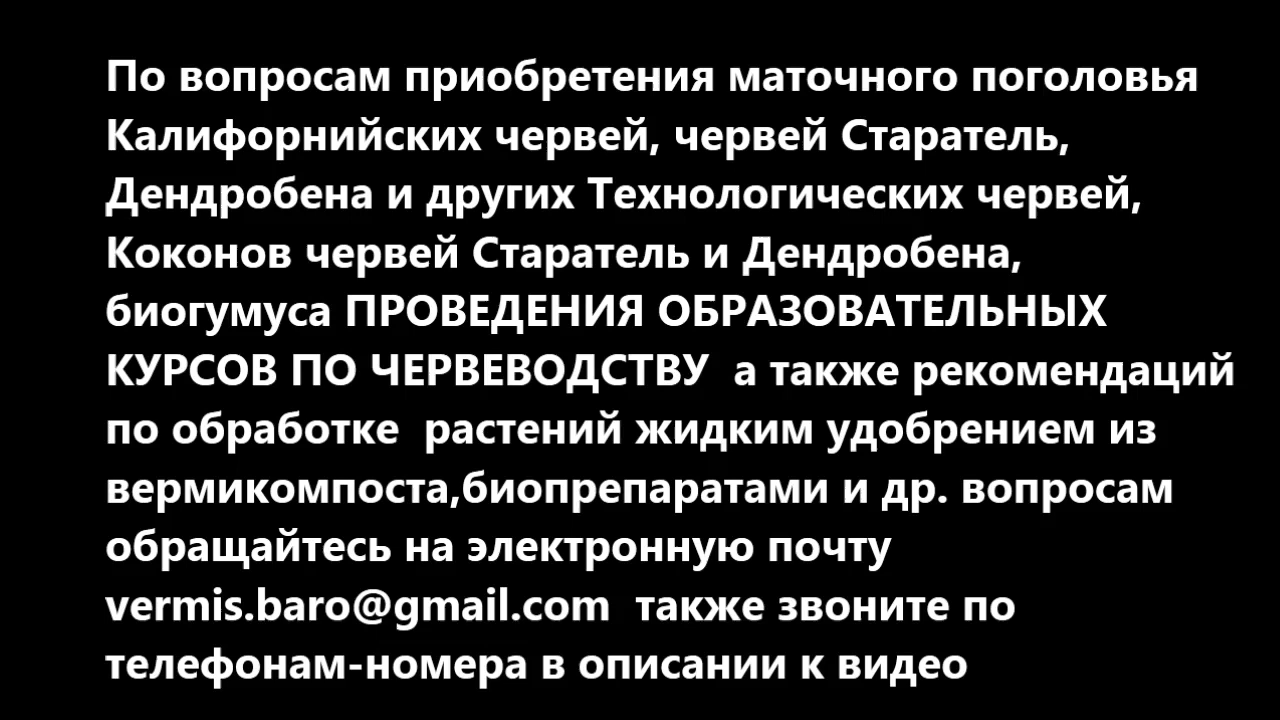 По вопросам приобретения маточного поголовья
Калифорнийских червей, червей Старатель,
Дендробена и других Технологических червей,
Коконов червей Старатель и Дендробена,
биогумуса ПРОВЕДЕНИЯ ОБРАЗОВАТЕЛЬНЫХ
КУРСОВ ПО ЧЕРВЕВОДСТВУ  а также рекомендаций
по обработке  растений жидким удобрением из
вермикомпоста,биопрепаратами и др. вопросам
обращайтесь на электронную почту
vermis.baro@gmail.com  также звоните по
телефонам-номера в описании к видео